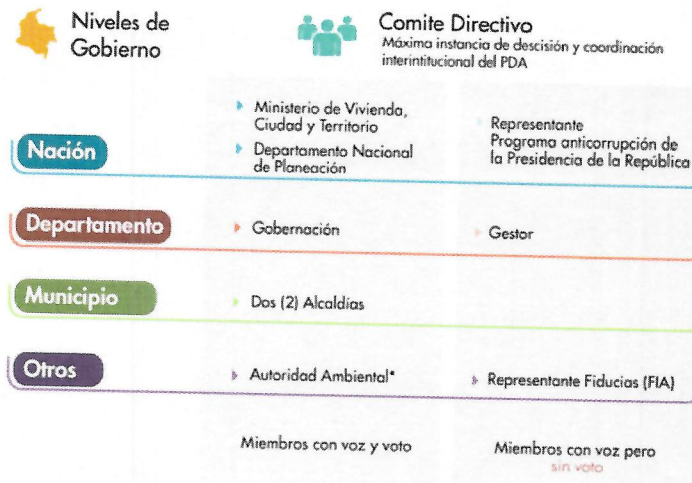 Niveles de
Gobierno
Comite Directivo
Máxima instancia de descisión y coordinación
interintitucional del PDA
Nación
Ministerio de Vivienda,
Ciudad y Territorio
Departamento Nacional
de Planeación
Representante
Programa anticorrupción de
la Presidencia de la República
Departamento
Gobernación
Gestor
Municipio
Dos (2) Alcaldías
Otros
Autoridad Ambiental*
Representante Fiducias (FIA)
Miembros con voz y voto
Miembros con voz pero
sin voto